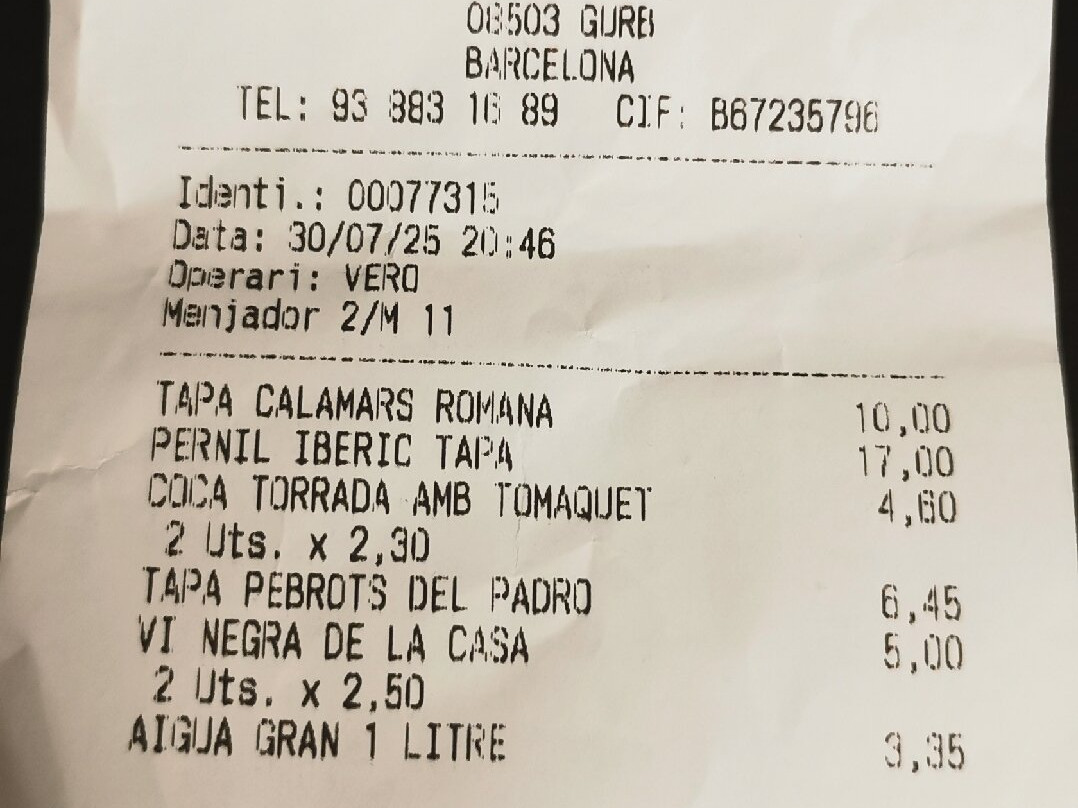 08503 GURB
BARCELONA
TEL: 93 883 16 89 CIF: B67235796
Identi.: 00077315
Data: 30/07/25 20:46
Operari: VERO
Menjador 2/M 11
TAPA CALAMARS ROMANA 10,00
PERNIL IBERIC TAPA 17,00
COCA TORRADA AMB TOMAQUET 4,60
2 Uts. x 2,30
TAPA PEBROTS DEL PADRO 6,45
VI NEGRA DE LA CASA 5,00
2 Uts. x 2,50
AIGUA GRAN 1 LITRE 3,35